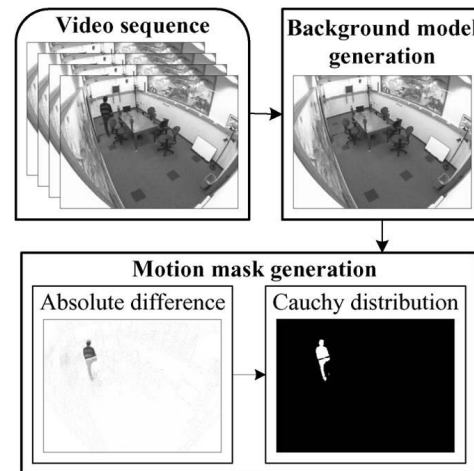 Video sequence
Background model
generation
Motion mask generation
Absolute difference
Cauchy distribution